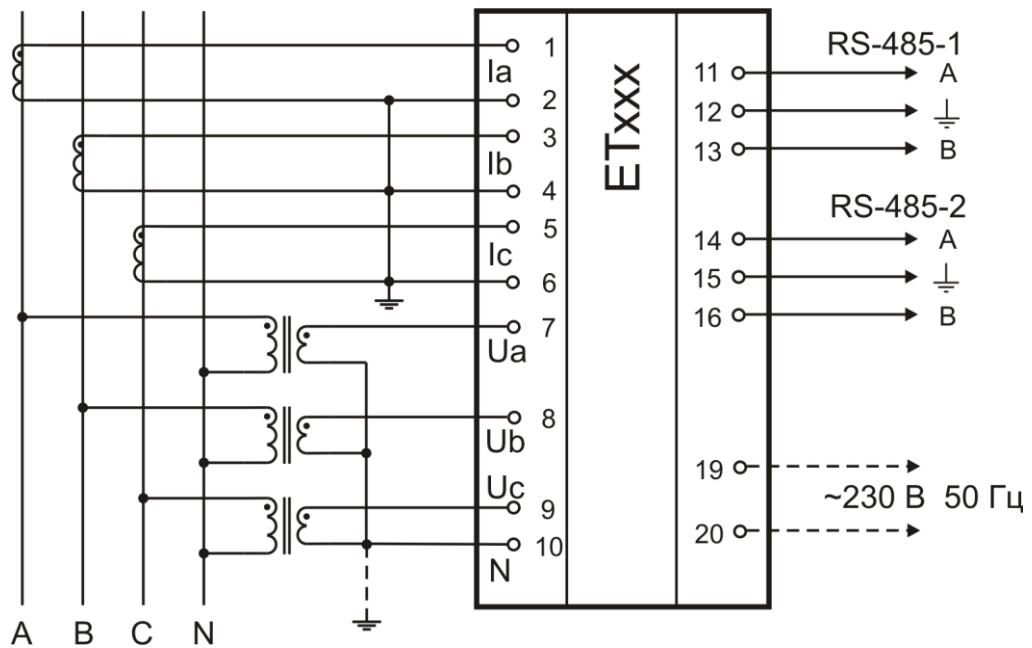 1
Ia
2
3
Ib
4
5
Ic
6
7
Ua
8
Ub
Uc
9
10
N
ETxxx
RS-485-1
11 A
12
13 B
RS-485-2
14 A
15
16 B
19
~230 В 50 Гц
20
A B C N